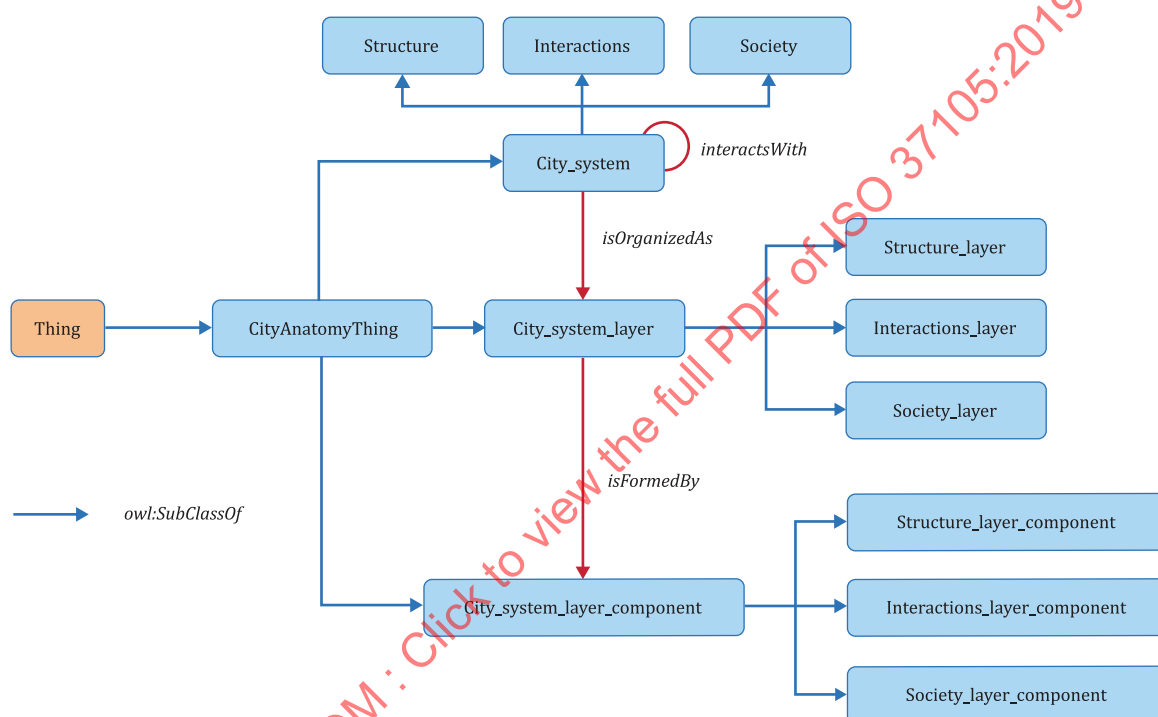 Structure
Interactions
Society
City_system
interactsWith
isOrganizedAs
Structure_layer
Thing
CityAnatomyThing
City_system_layer
Interactions_layer
Society_layer
isFormedBy
owl:SubClassOf
Structure_layer_component
City_system_layer_component
Interactions_layer_component
Society_layer_component
OM : Click to view the full PDF of ISO 37105:2019